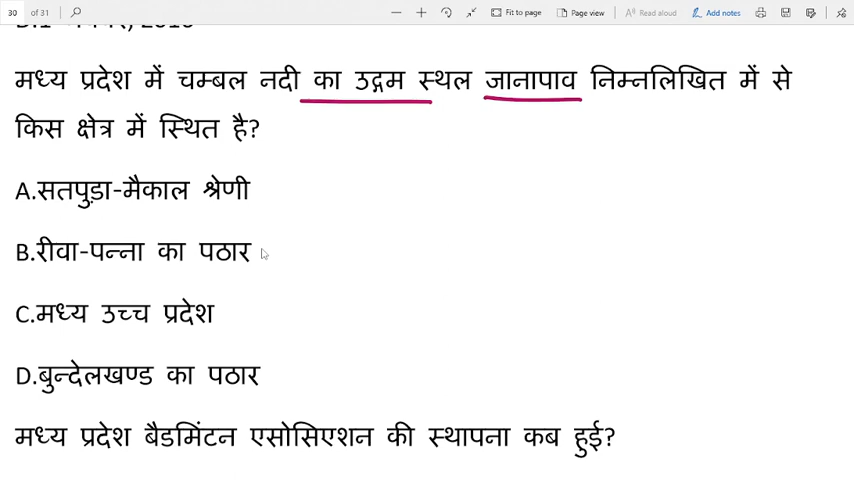 30 of 31 Fit to page Page view Read aloud Add notes
मध्य प्रदेश में चम्बल नदी का उद्गम स्थल जानापाव निम्नलिखित में से
किस क्षेत्र में स्थित है?
A.सतपुड़ा-मैकाल श्रेणी
B.रीवा-पन्ना का पठार
C.मध्य उच्च प्रदेश
D.बुन्देलखण्ड का पठार
मध्य प्रदेश बैडमिंटन एसोसिएशन की स्थापना कब हुई?